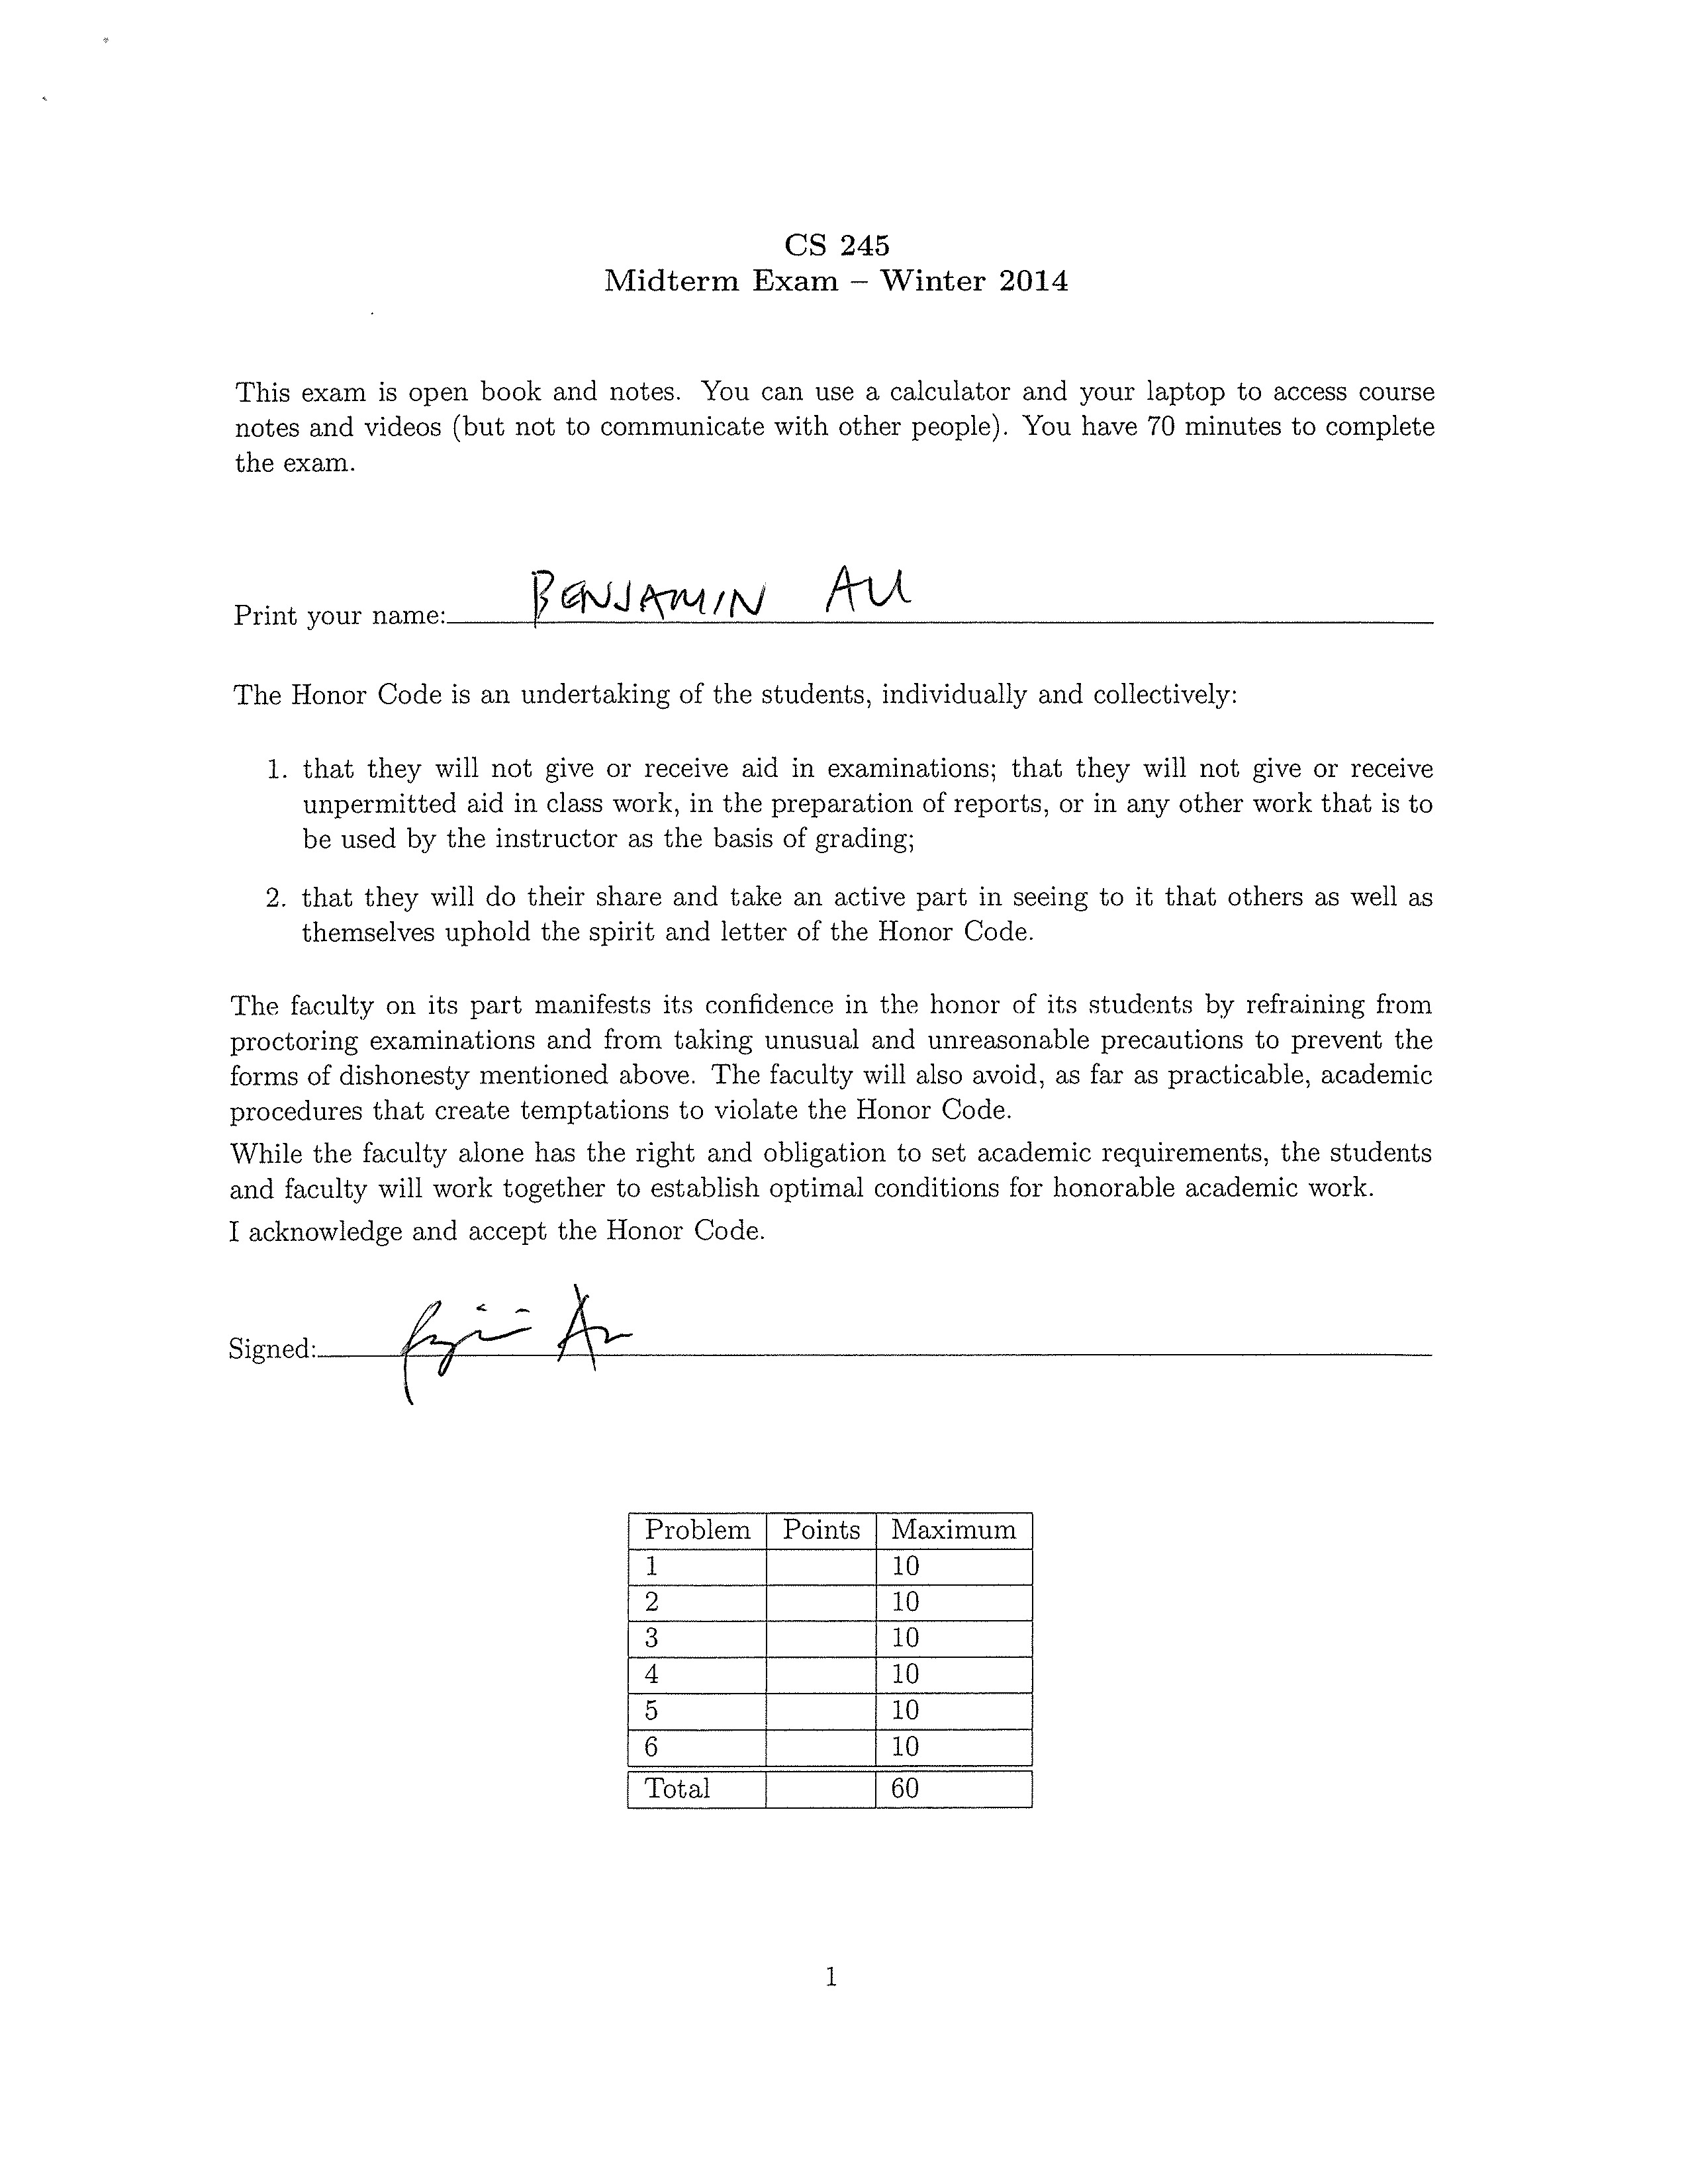 CS 245
Midterm Exam – Winter 2014
This exam is open book and notes. You can use a calculator and your laptop to access course
notes and videos (but not to communicate with other people). You have 70 minutes to complete
the exam.
Print your name: BENJAMIN AU
The Honor Code is an undertaking of the students, individually and collectively:
1. that they will not give or receive aid in examinations; that they will not give or receive
unpermitted aid in class work, in the preparation of reports, or in any other work that is to
be used by the instructor as the basis of grading;
2. that they will do their share and take an active part in seeing to it that others as well as
themselves uphold the spirit and letter of the Honor Code.
The faculty on its part manifests its confidence in the honor of its students by refraining from
proctoring examinations and from taking unusual and unreasonable precautions to prevent the
forms of dishonesty mentioned above. The faculty will also avoid, as far as practicable, academic
procedures that create temptations to violate the Honor Code.
While the faculty alone has the right and obligation to set academic requirements, the students
and faculty will work together to establish optimal conditions for honorable academic work.
I acknowledge and accept the Honor Code.
Signed:
Problem Points Maximum
1 10
2 10
3 10
4 10
5 10
6 10
Total 60
1